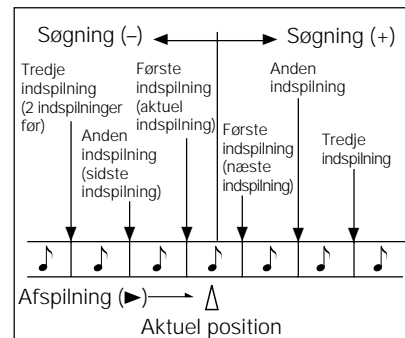 Søgning (–)
Søgning (+)
Tredje
indspilning
(2 indspilninger
før)
Anden
indspilning
(sidste
indspilning)
Første
indspilning
(aktuel
indspilning)
Første
indspilning
(næste
indspilning)
Anden
indspilning
Tredje
indspilning
Afspilning (►)
Aktuel position